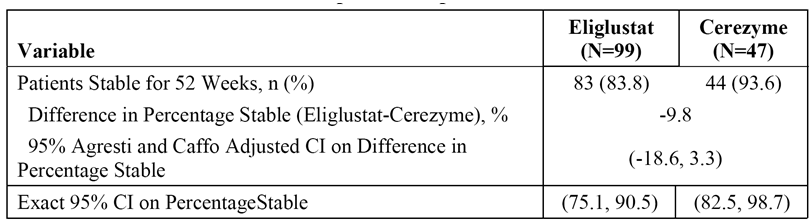 Variable Eliglustat (N=99) Cerezyme (N=47)
Patients Stable for 52 Weeks, n (%) 83 (83.8) 44 (93.6)
Difference in Percentage Stable (Eliglustat-Cerezyme), % -9.8
95% Agresti and Caffo Adjusted CI on Difference in
Percentage Stable (-18.6, 3.3)
Exact 95% CI on PercentageStable (75.1, 90.5) (82.5, 98.7)